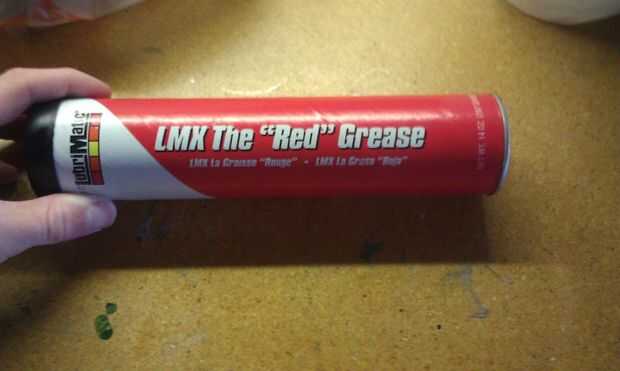 LubriMatic
LMX The "Red" Grease
LMX La Graisse "Rouge" • LMX La Grasa "Roja"